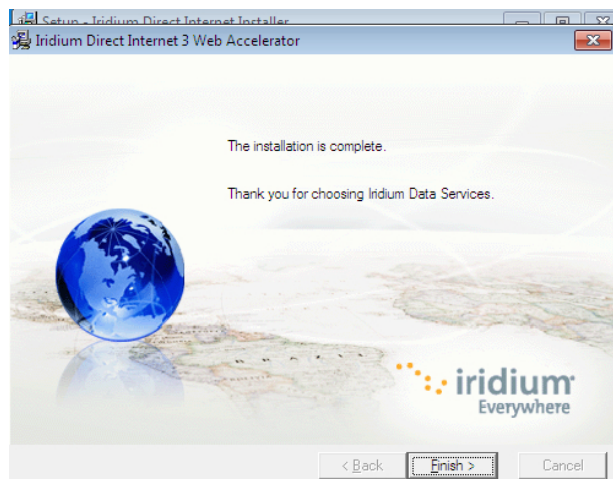 Setup - Iridium Direct Internet Installer
Iridium Direct Internet 3 Web Accelerator
The installation is complete.
Thank you for choosing Iridium Data Services.
BRAZIL
iridium
Everywhere
< Back Finish > Cancel